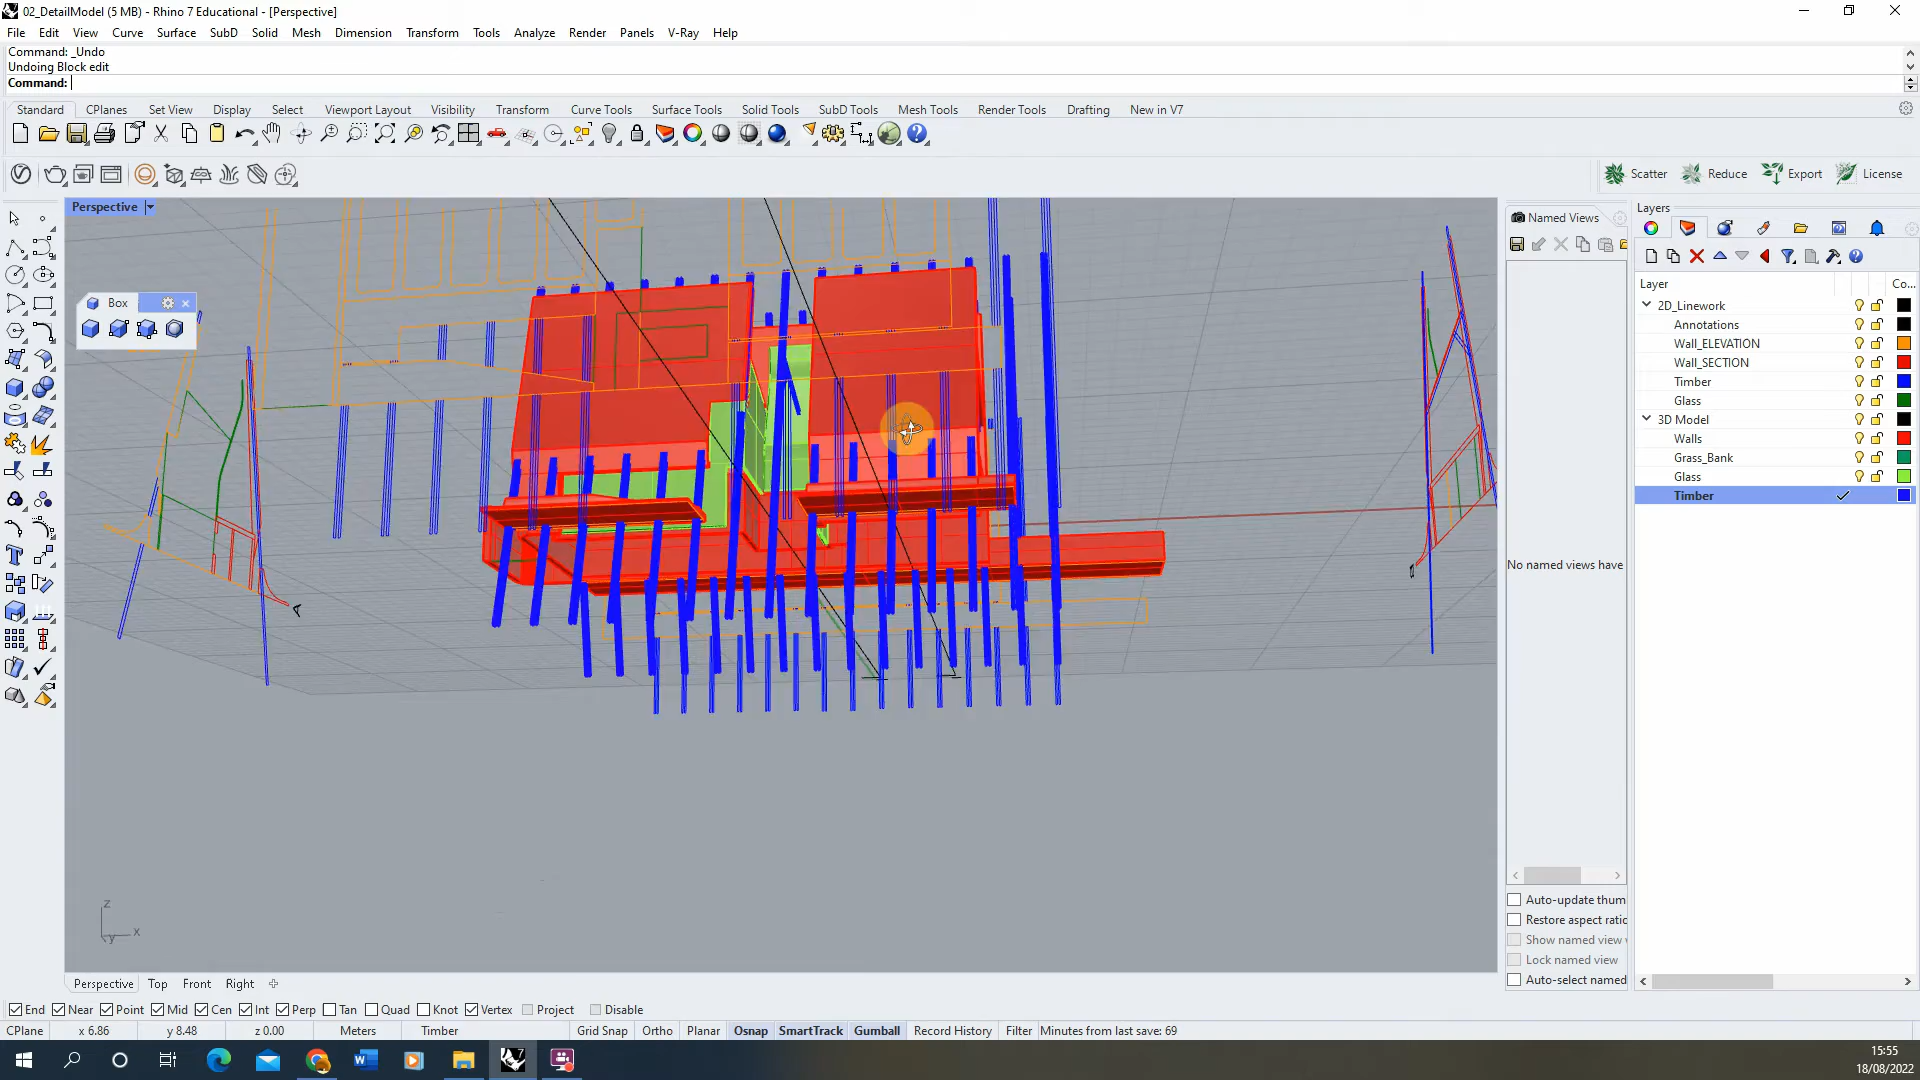 02_DetailModel (5 MB) - Rhino 7 Educational - [Perspective]
File Edit View Curve Surface SubD Solid Mesh Dimension Transform Tools Analyze Render Panels V-Ray Help
Command: _Undo
Undoing Block edit
Command:
Standard CPlanes Set View Display Select Viewport Layout Visibility Transform Curve Tools Surface Tools Solid Tools SubD Tools Mesh Tools Render Tools Drafting New in V7
Scatter Reduce Export License
Perspective
Named Views
Layers
Box
Layer Co...
2D_Linework
Annotations
Wall_ELEVATION
Wall_SECTION
Timber
Glass
3D Model
Walls
Grass_Bank
Glass
Timber
No named views have
Auto-update thum
Restore aspect ratio
Show named view
Lock named view
Auto-select named
z
x
y
Perspective Top Front Right
End Near Point Mid Cen Int Perp Tan Quad Knot Vertex Project Disable
CPlane x 6.86 y 8.48 z 0.00 Meters Timber Grid Snap Ortho Planar Osnap SmartTrack Gumball Record History Filter Minutes from last save: 69
15:55
18/08/2022